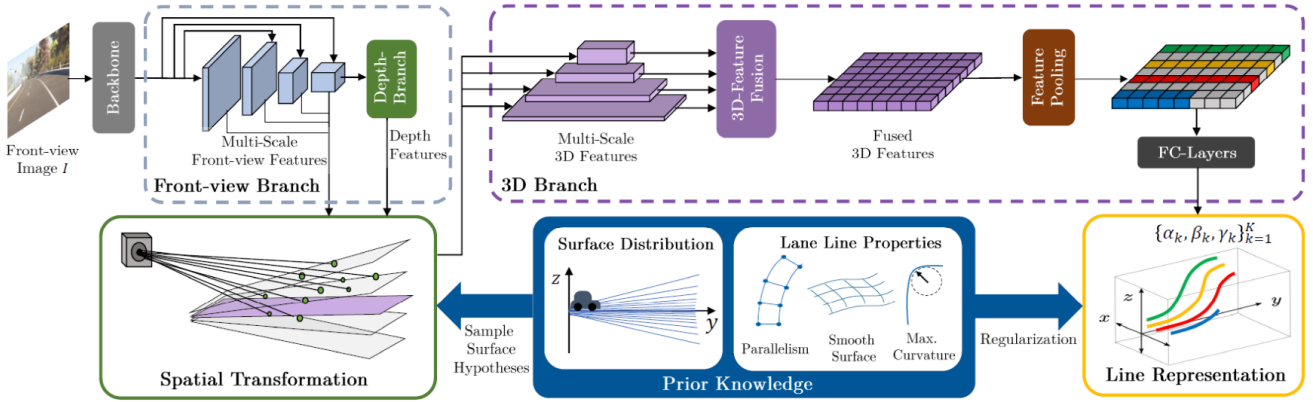 Front-view
Image I
Backbone
Multi-Scale
Front-view Features
Front-view Branch
Depth-
Branch
Depth
Features
Multi-Scale
3D Features
3D Branch
3D-Feature
Fusion
Fused
3D Features
Feature
Pooling
FC-Layers
Spatial Transformation
Sample
Surface
Hypotheses
Surface Distribution
z
y
Lane Line Properties
Parallelism
Smooth
Surface
Max.
Curvature
Prior Knowledge
Regularization
{α_k, β_k, γ_k}_{k=1}^K
z
y
x
Line Representation